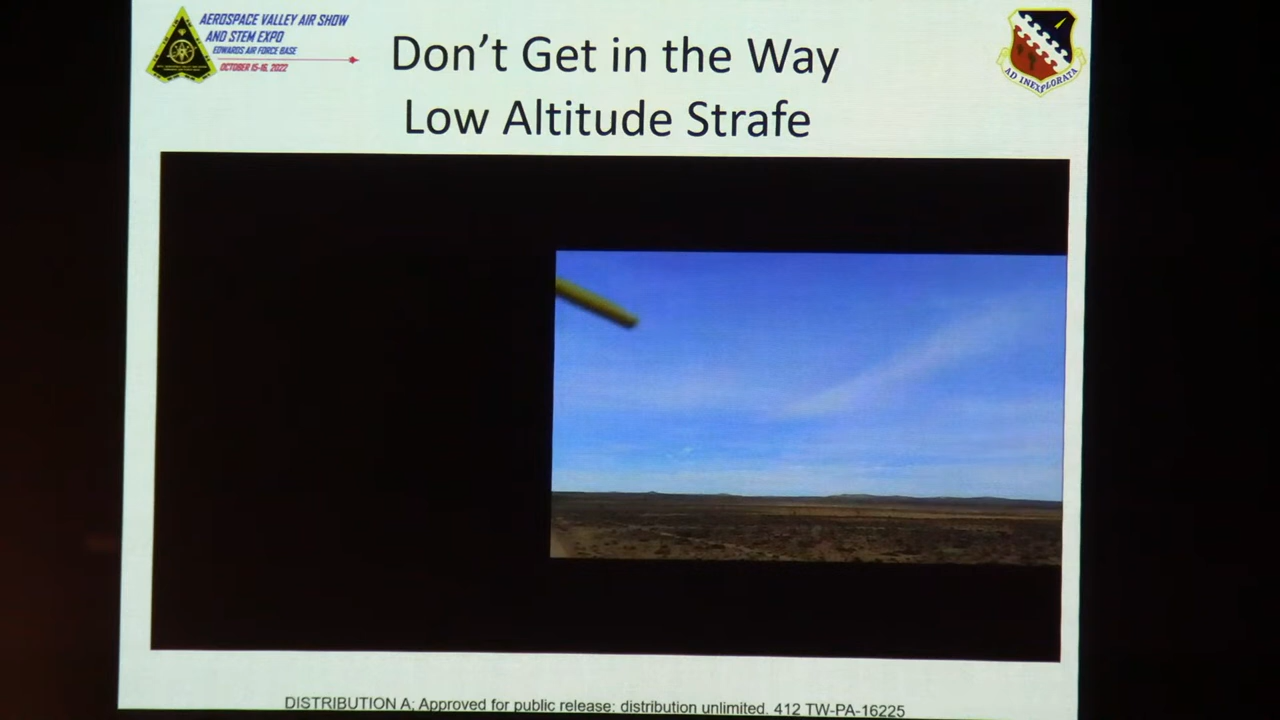 AEROSPACE VALLEY AIR SHOW
AND STEM EXPO
EDWARDS AIR FORCE BASE
OCTOBER 15-16, 2022
Don't Get in the Way
Low Altitude Strafe
AD INEXPLORATA
DISTRIBUTION A; Approved for public release: distribution unlimited. 412 TW-PA-16225